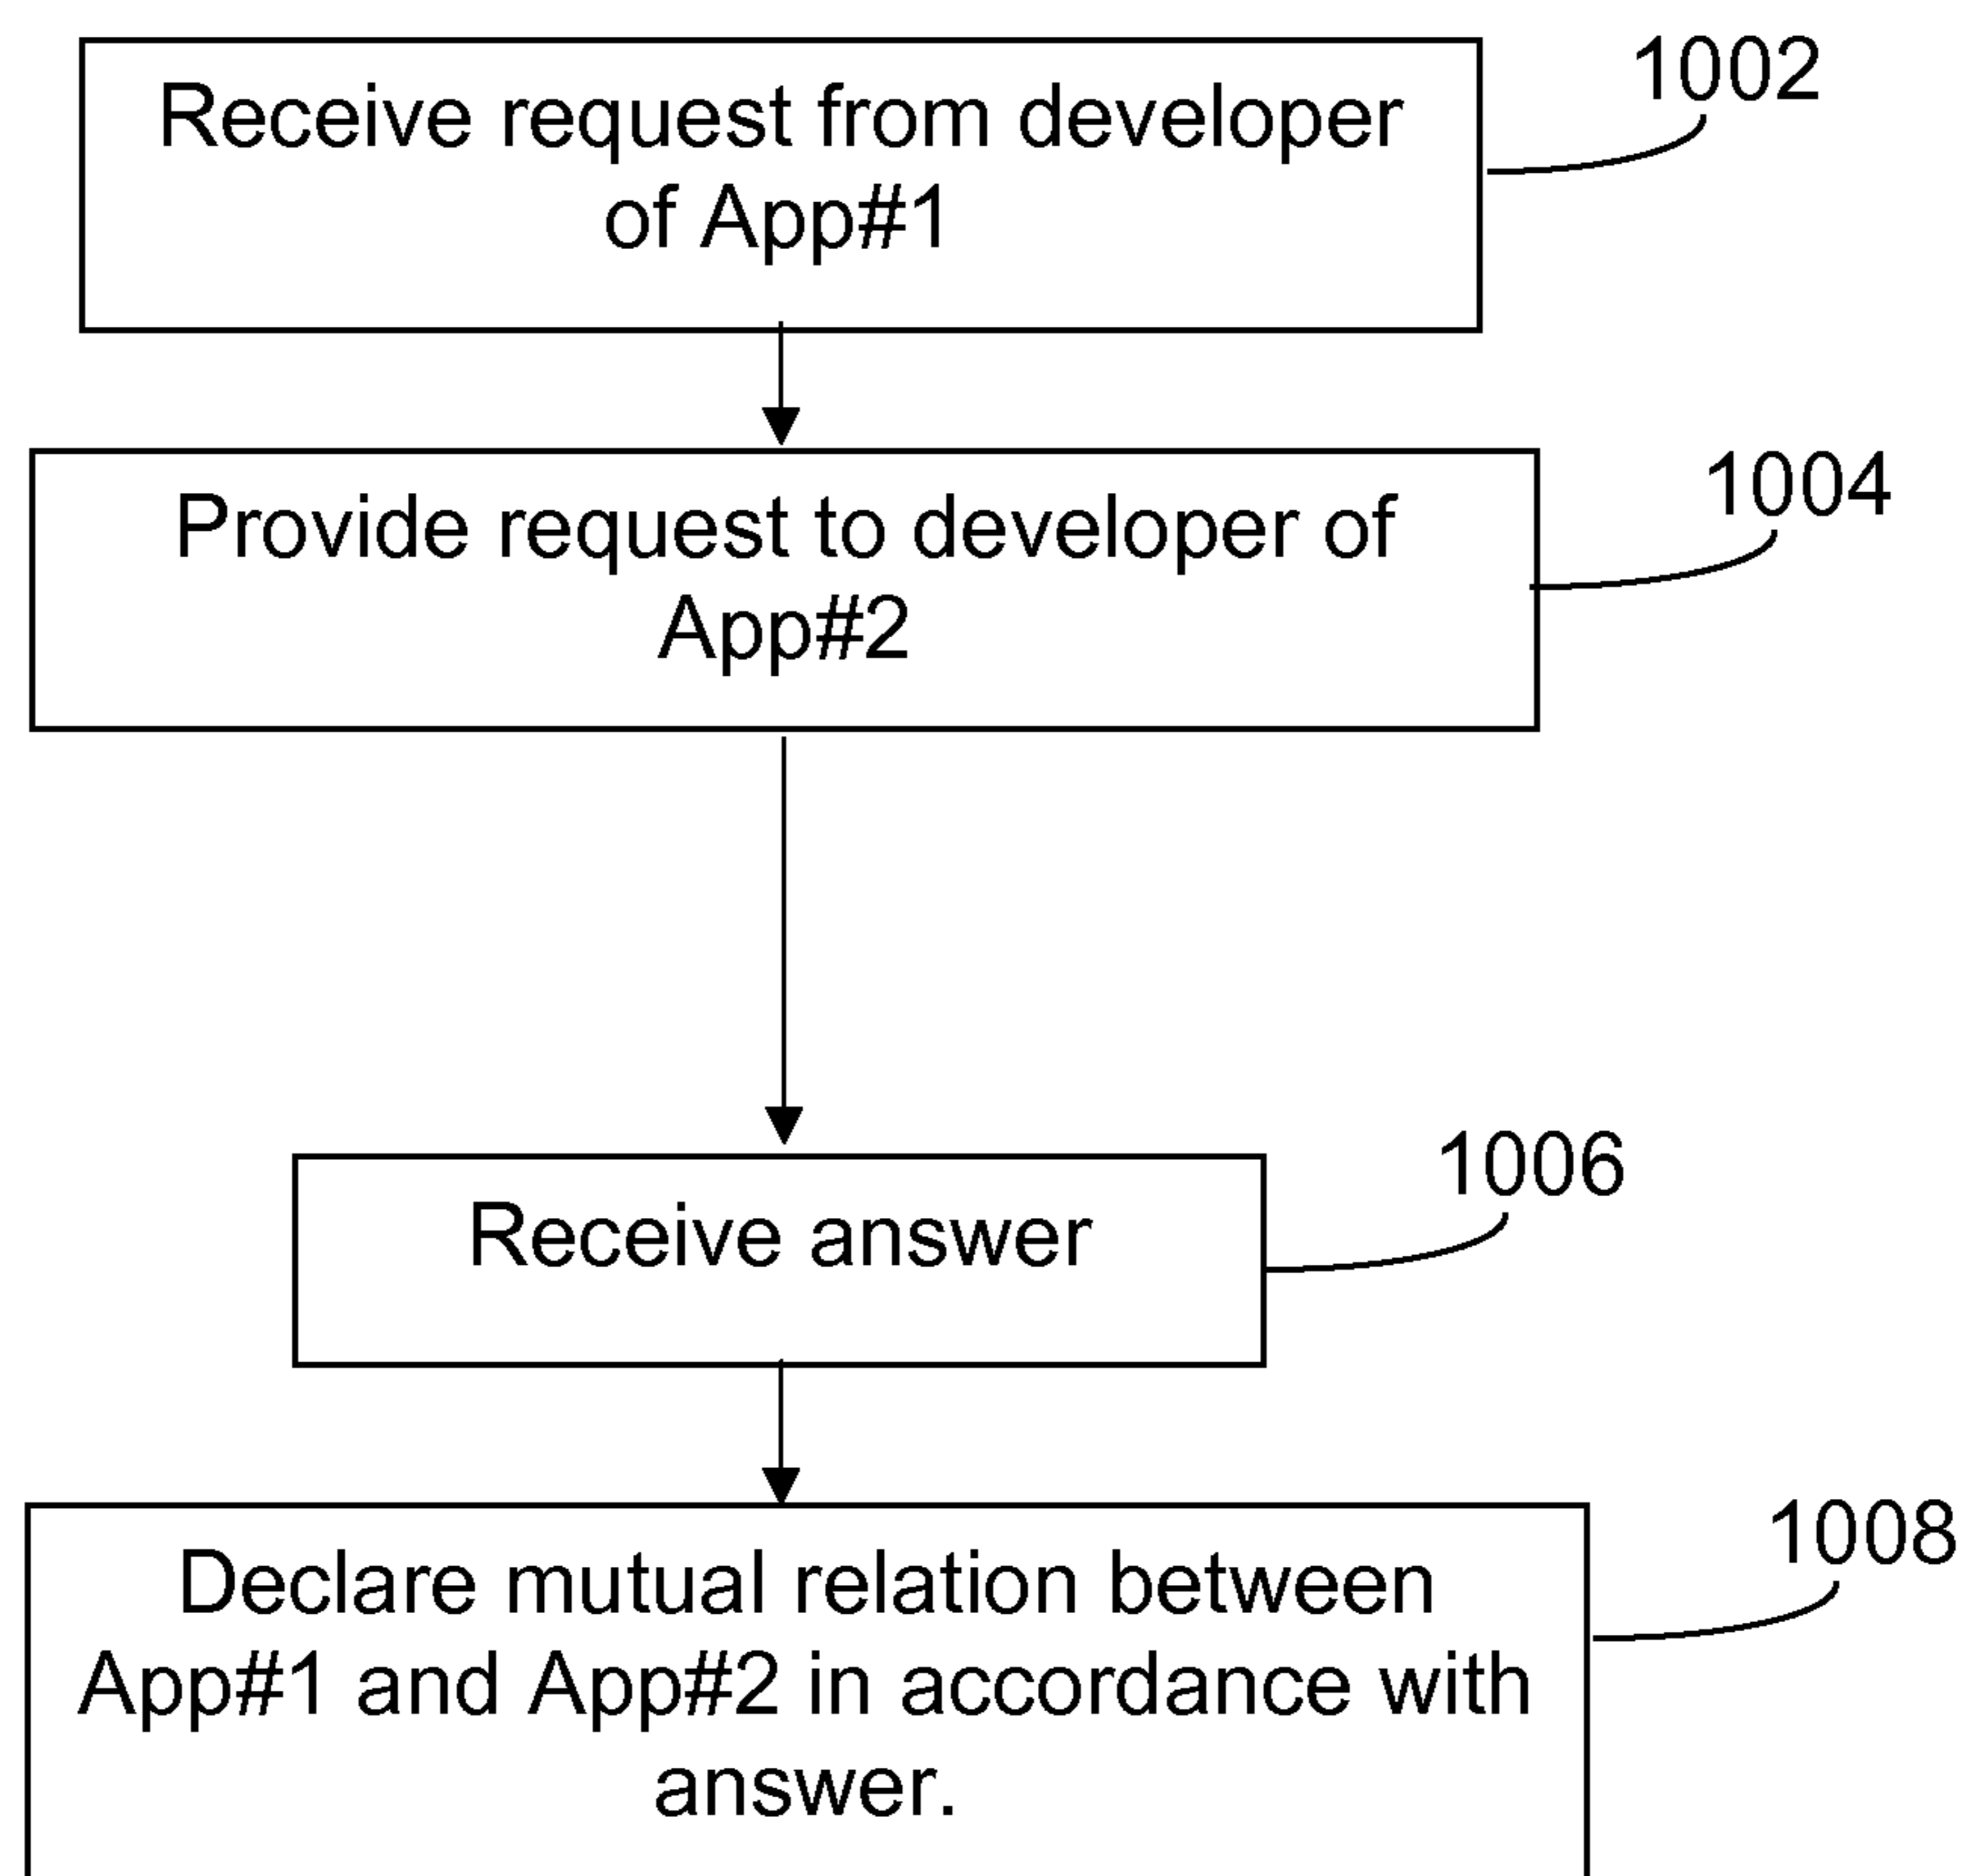 1002
Receive request from developer
of App#1
1004
Provide request to developer of
App#2
1006
Receive answer
1008
Declare mutual relation between
App#1 and App#2 in accordance with
answer.